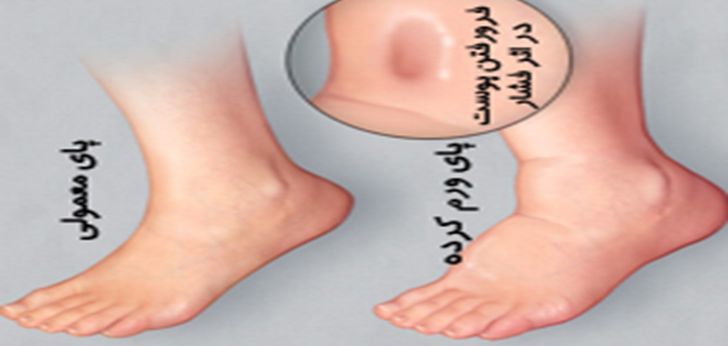 پای معمولی
فرورفتن پوست
در اثر فشار
پای ورم کرده